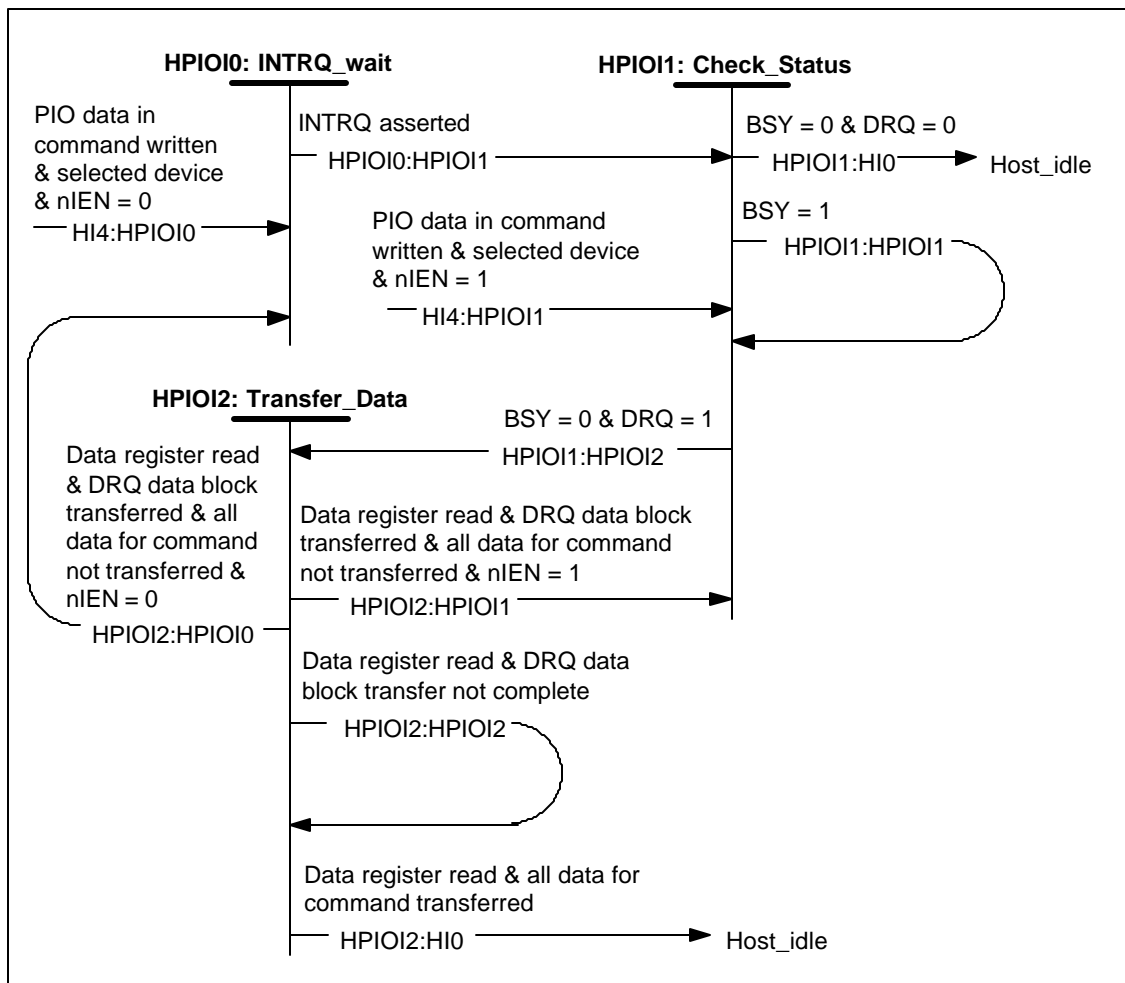 HPIOI0: INTRQ_wait
HPIOI1: Check_Status
PIO data in
command written
& selected device
& nIEN = 0
HI4:HPIOI0
INTRQ asserted
HPIOI0:HPIOI1
BSY = 0 & DRQ = 0
HPIOI1:HI0
Host_idle
PIO data in command
written & selected device
& nIEN = 1
HI4:HPIOI1
BSY = 1
HPIOI1:HPIOI1
HPIOI2: Transfer_Data
BSY = 0 & DRQ = 1
HPIOI1:HPIOI2
Data register read
& DRQ data block
transferred & all
data for command
not transferred &
nIEN = 0
HPIOI2:HPIOI0
Data register read & DRQ data block
transferred & all data for command
not transferred & nIEN = 1
HPIOI2:HPIOI1
Data register read & DRQ data
block transfer not complete
HPIOI2:HPIOI2
Data register read & all data for
command transferred
HPIOI2:HI0
Host_idle